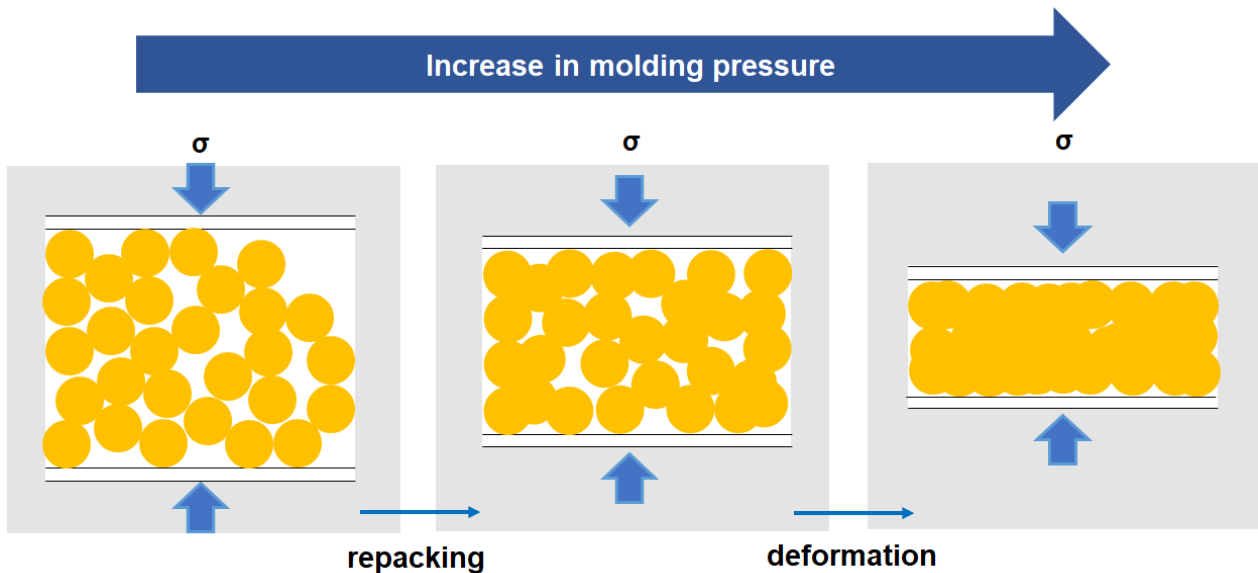 Increase in molding pressure
σ
σ
σ
repacking
deformation